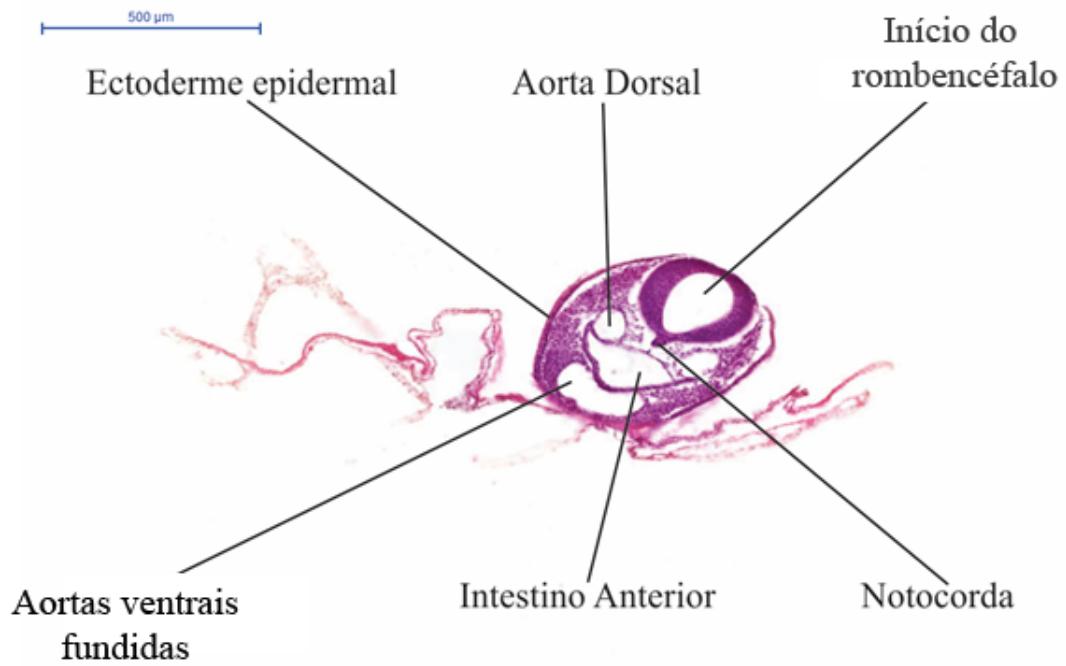 500 µm
Início do
rombencéfalo
Ectoderme epidermal
Aorta Dorsal
Aortas ventrais
fundidas
Intestino Anterior
Notocorda